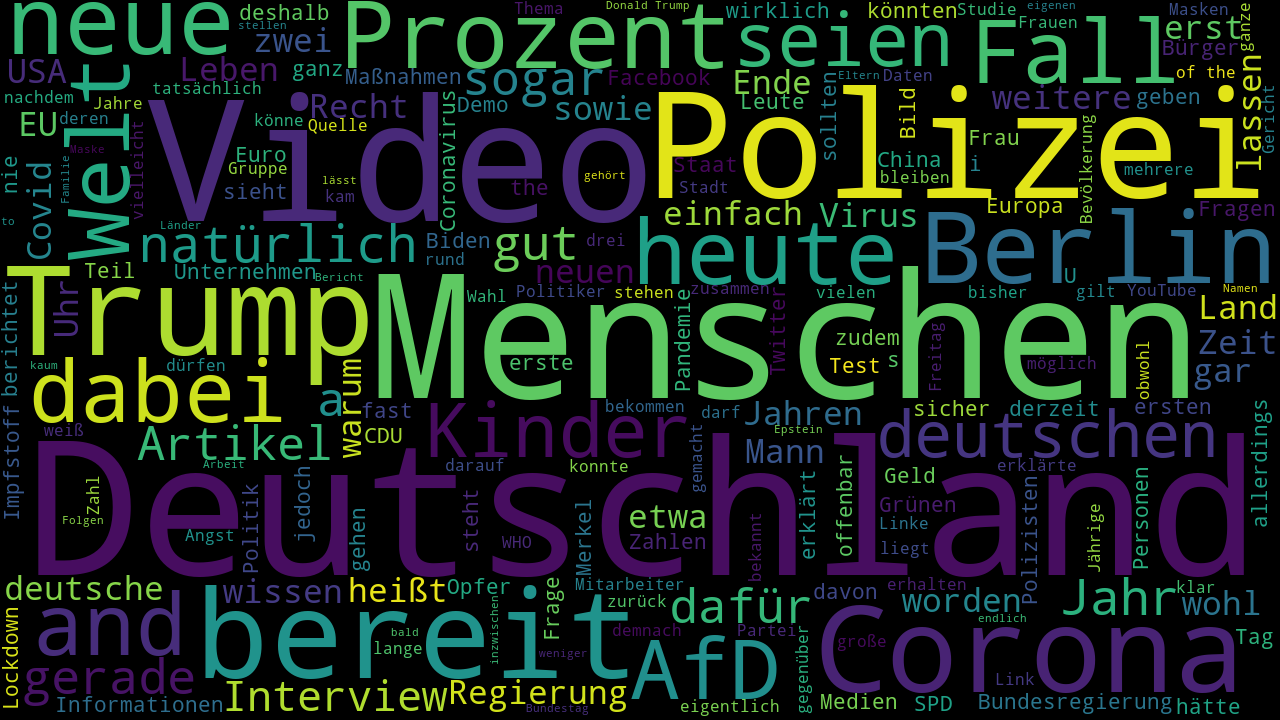 neue
deshalb
stellen
zwei
Prozent
Thema
Donald Trump
wirklich
seien
könnten
Studie
Frauen
Fall
Masken
eigenen
erst
Bürger
ganze
USA
Leben
ganz
Maßnahmen
sogar
Facebook
Ende
Eltern
Daten
weitere
of the
geben
lassen
Gericht
nachdem
Jahre
tatsächlich
Welt
Video
Recht
Demo
sowie
Leute
sollten
Bild
Polizei
EU
deren
könne
Quelle
Coronavirus
Frau
i
Bevölkerung
mehrere
nie
Covid
Familie
Maske
vielleicht
Euro
Gruppe
sieht
lässt
kam
the
gehört
Staat
Stadt
China
bleiben
Europa
Fragen
to
Länder
natürlich
Biden
rund
gut
drei
einfach
Virus
heute
Berlin
Teil
Unternehmen
Bericht
neuen
U
Trump
Uhr
Wahl
Politiker
stehen
zusammen
vielen
bisher
gilt
YouTube
Namen
Land
Menschen
berichtet
kaum
dürfen
erste
Pandemie
Twitter
zudem
s
Test
Freitag
möglich
obwohl
Zeit
gar
dabei
a
warum
Impfstoff
weiß
Artikel
fast
CDU
Kinder
bekommen
darf
Jahren
Epstein
sicher
derzeit
ersten
deutschen
Arbeit
darauf
konnte
gemacht
Mann
erklärte
allerdings
Deutschland
Zahl
Folgen
Angst
Politik
jedoch
gehen
steht
WHO
Merkel
etwa
Zahlen
bekannt
erklärt
offenbar
Geld
Grünen
Linke
liegt
Polizisten
Jährige
Personen
deutsche
wissen
heißt
Opfer
Mitarbeiter
davon
erhalten
klar
and
bereit
bald
lange
inzwischen
Frage
weniger
zurück
demnach
dafür
Partei
worden
endlich
Jahr
wohl
Tag
Lockdown
gerade
AfD
gegenüber
große
Corona
Link
Informationen
Interview
Regierung
Bundestag
eigentlich
Medien
SPD
Bundesregierung
hätte